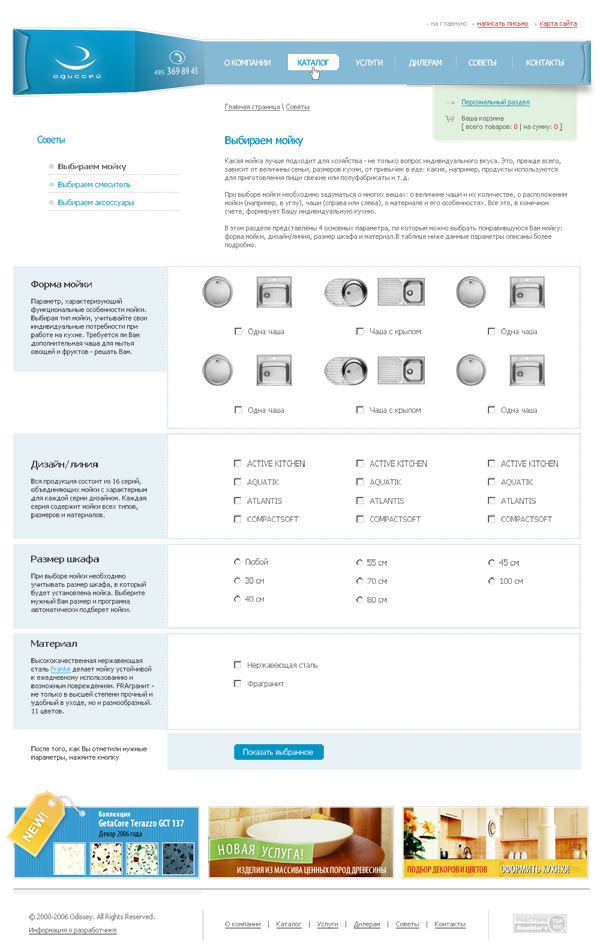 на главную написать письмо карта сайта
одиссей
495 369 89 45
О КОМПАНИИ КАТАЛОГ УСЛУГИ ДИЛЕРАМ СОВЕТЫ КОНТАКТЫ
Главная страница \ Советы
Персональный раздел
Ваша корзина
[ всего товаров: 0 | на сумму: 0 ]
Советы
Выбираем мойку
Выбираем смеситель
Выбираем аксессуары
Выбираем мойку
Какая мойка лучше подходит для хозяйства - не только вопрос индивидуального вкуса. Это, прежде всего,
зависит от величины семьи, размеров кухни, от привычек в еде: какие, например, продукты используются
для приготовления пищи свежие или полуфабрикаты и т.д.
При выборе мойки необходимо задуматься о многих вещах: о величине чаши и их количестве, о расположении
мойки (например, в углу), чаши (справа или слева), о материале и его особенностях. Все это, в конечном
счете, формирует Вашу индивидуальную кухню.
В этом разделе представлены 4 основных параметра, по которым можно выбрать понравившуюся Вам мойку:
форма мойки, дизайн/линия, размер шкафа и материал.В таблице ниже данные параметры описаны более
подробно.
Форма мойки
Параметр, характеризующий
функциональные особенности мойки.
Выбирая тип мойки, учитывайте свои
индивидуальные потребности при
работе на кухне. Требуется ли Вам
дополнительная чаша для мытья
овощей и фруктов - решать Вам.
Одна чаша Чаша с крылом Одна чаша
Одна чаша Чаша с крылом Одна чаша
Дизайн/линия
Вся продукция состоит из 16 серий,
объединяющих мойки с характерным
для каждой серии дизайном. Каждая
серия содержит мойки всех типов,
размеров и материалов.
ACTIVE KITCHEN ACTIVE KITCHEN ACTIVE KITCHEN
AQUATIK AQUATIK AQUATIK
ATLANTIS ATLANTIS ATLANTIS
COMPACTSOFT COMPACTSOFT COMPACTSOFT
Размер шкафа
При выборе мойки необходимо
учитывать размер шкафа, в который
будет установлена мойка. Выберите
нужный Вам размер и программа
автоматически подберет мойки.
Любой 55 см 45 см
30 см 70 см 100 см
40 см 80 см
Материал
Высококачественная нержавеющая
сталь Franke делает мойку устойчивой
к ежедневному использованию и
возможным повреждениям. FRAгранит -
не только в высшей степени прочный и
удобный в уходе, но и разнообразный.
11 цветов.
Нержавеющая сталь
Фрагранит
После того, как Вы отметили нужные
параметры, нажмите кнопку
Показать выбранное
NEW!
Коллекция
GetaCore Terazzo GCT 137
Декор 2006 года
НОВАЯ УСЛУГА!
ИЗДЕЛИЯ ИЗ МАССИВА ЦЕННЫХ ПОРОД ДРЕВЕСИНЫ
ПОДБОР ДЕКОРОВ И ЦВЕТОВ ОФОРМИТЬ КУХНЮ!
© 2000-2006 Odissey. All Rights Reserved.
Информация о разработчике
О компании | Каталог | Услуги | Дилерам | Советы | Контакты
УЧАСТНИК
Rambler's
TOP 100